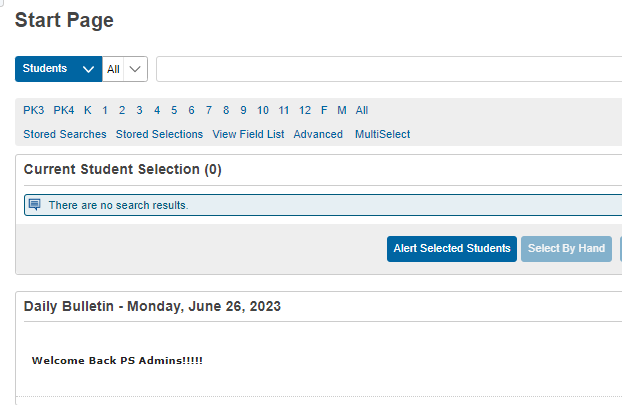 Start Page
Students All
PK3 PK4 K 1 2 3 4 5 6 7 8 9 10 11 12 F M All
Stored Searches Stored Selections View Field List Advanced MultiSelect
Current Student Selection (0)
There are no search results.
Alert Selected Students Select By Hand
Daily Bulletin - Monday, June 26, 2023
Welcome Back PS Admins!!!!!